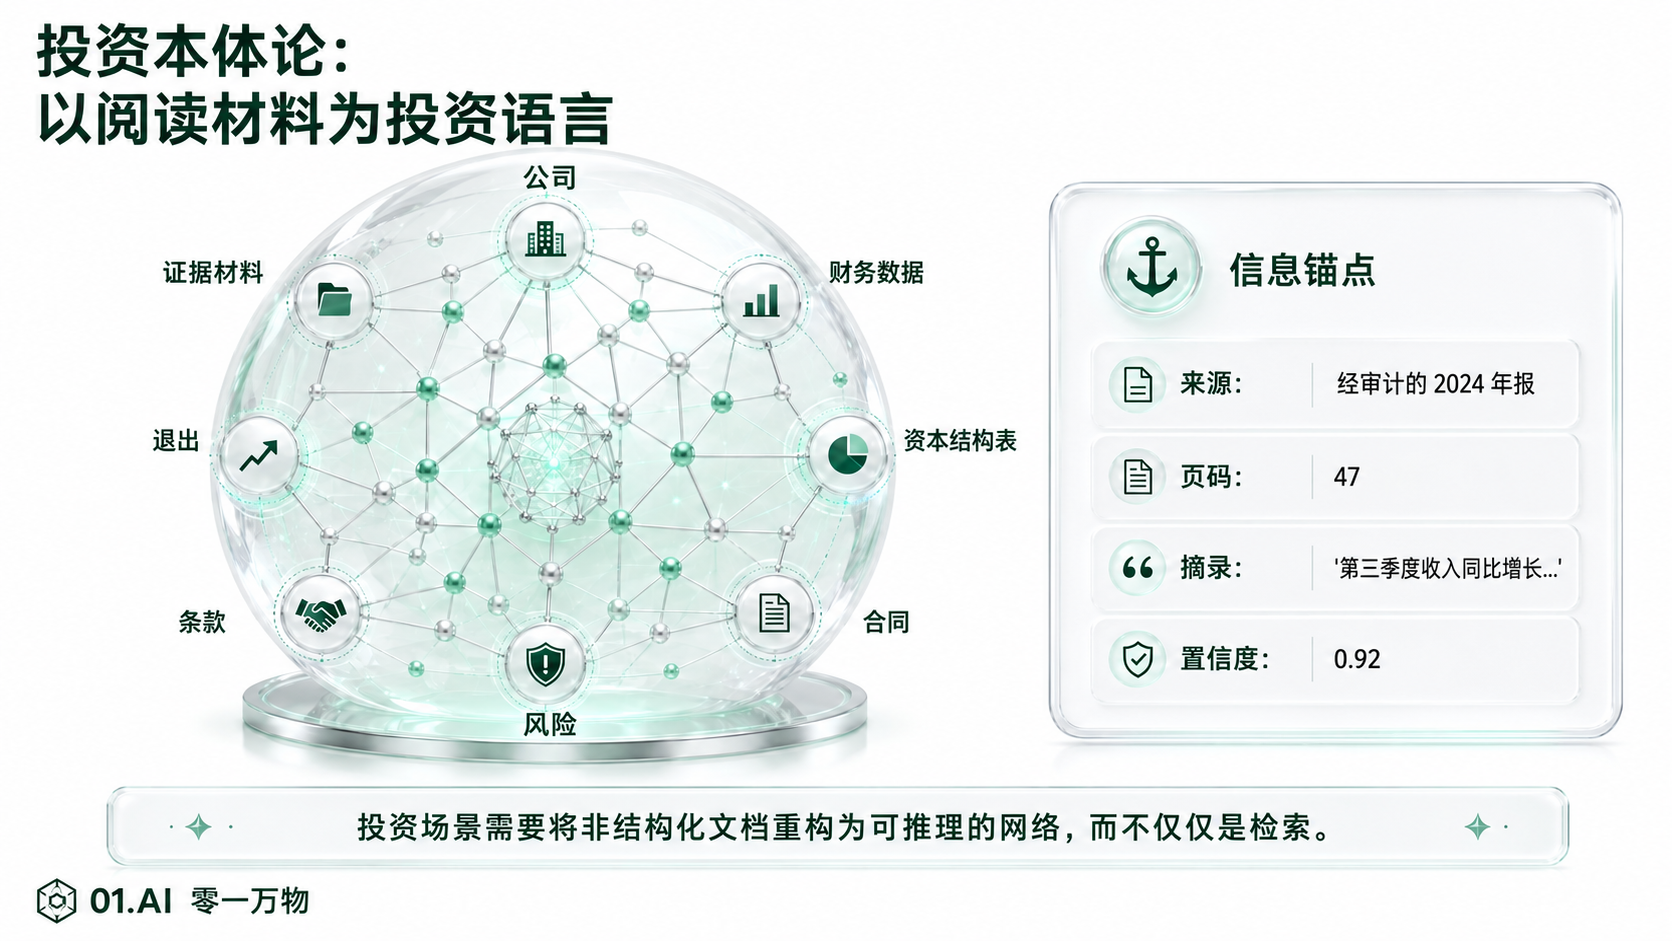 投资本体论：
以阅读材料为投资语言
公司
证据材料
财务数据
退出
资本结构表
条款
合同
风险
信息锚点
来源： 经审计的 2024 年报
页码： 47
摘录： '第三季度收入同比增长...'
置信度： 0.92
投资场景需要将非结构化文档重构为可推理的网络，而不仅仅是检索。
01.AI 零一万物